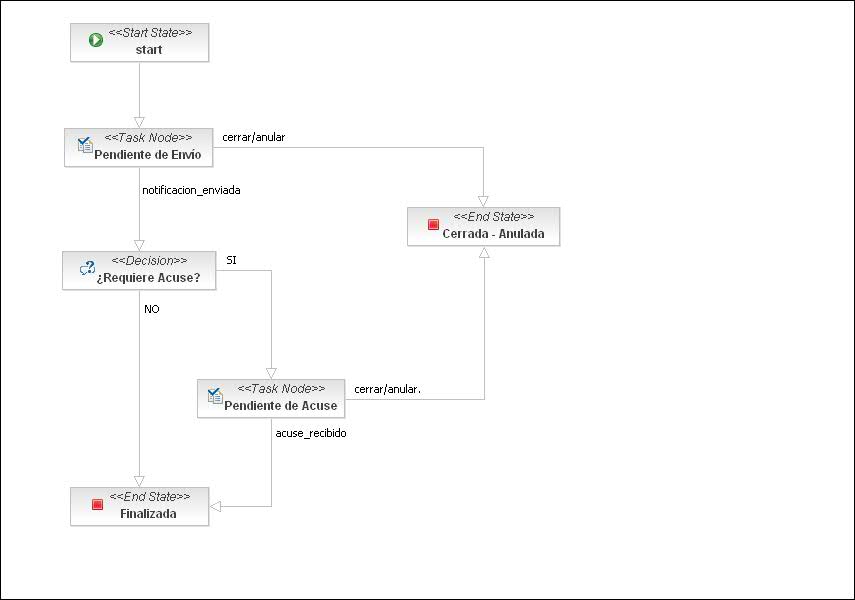 <<Start State>>
start
<<Task Node>>
Pendiente de Envío
cerrar/anular
notificacion_enviada
<<End State>>
Cerrada - Anulada
<<Decision>>
¿Requiere Acuse?
SI
NO
<<Task Node>>
Pendiente de Acuse
cerrar/anular.
acuse_recibido
<<End State>>
Finalizada